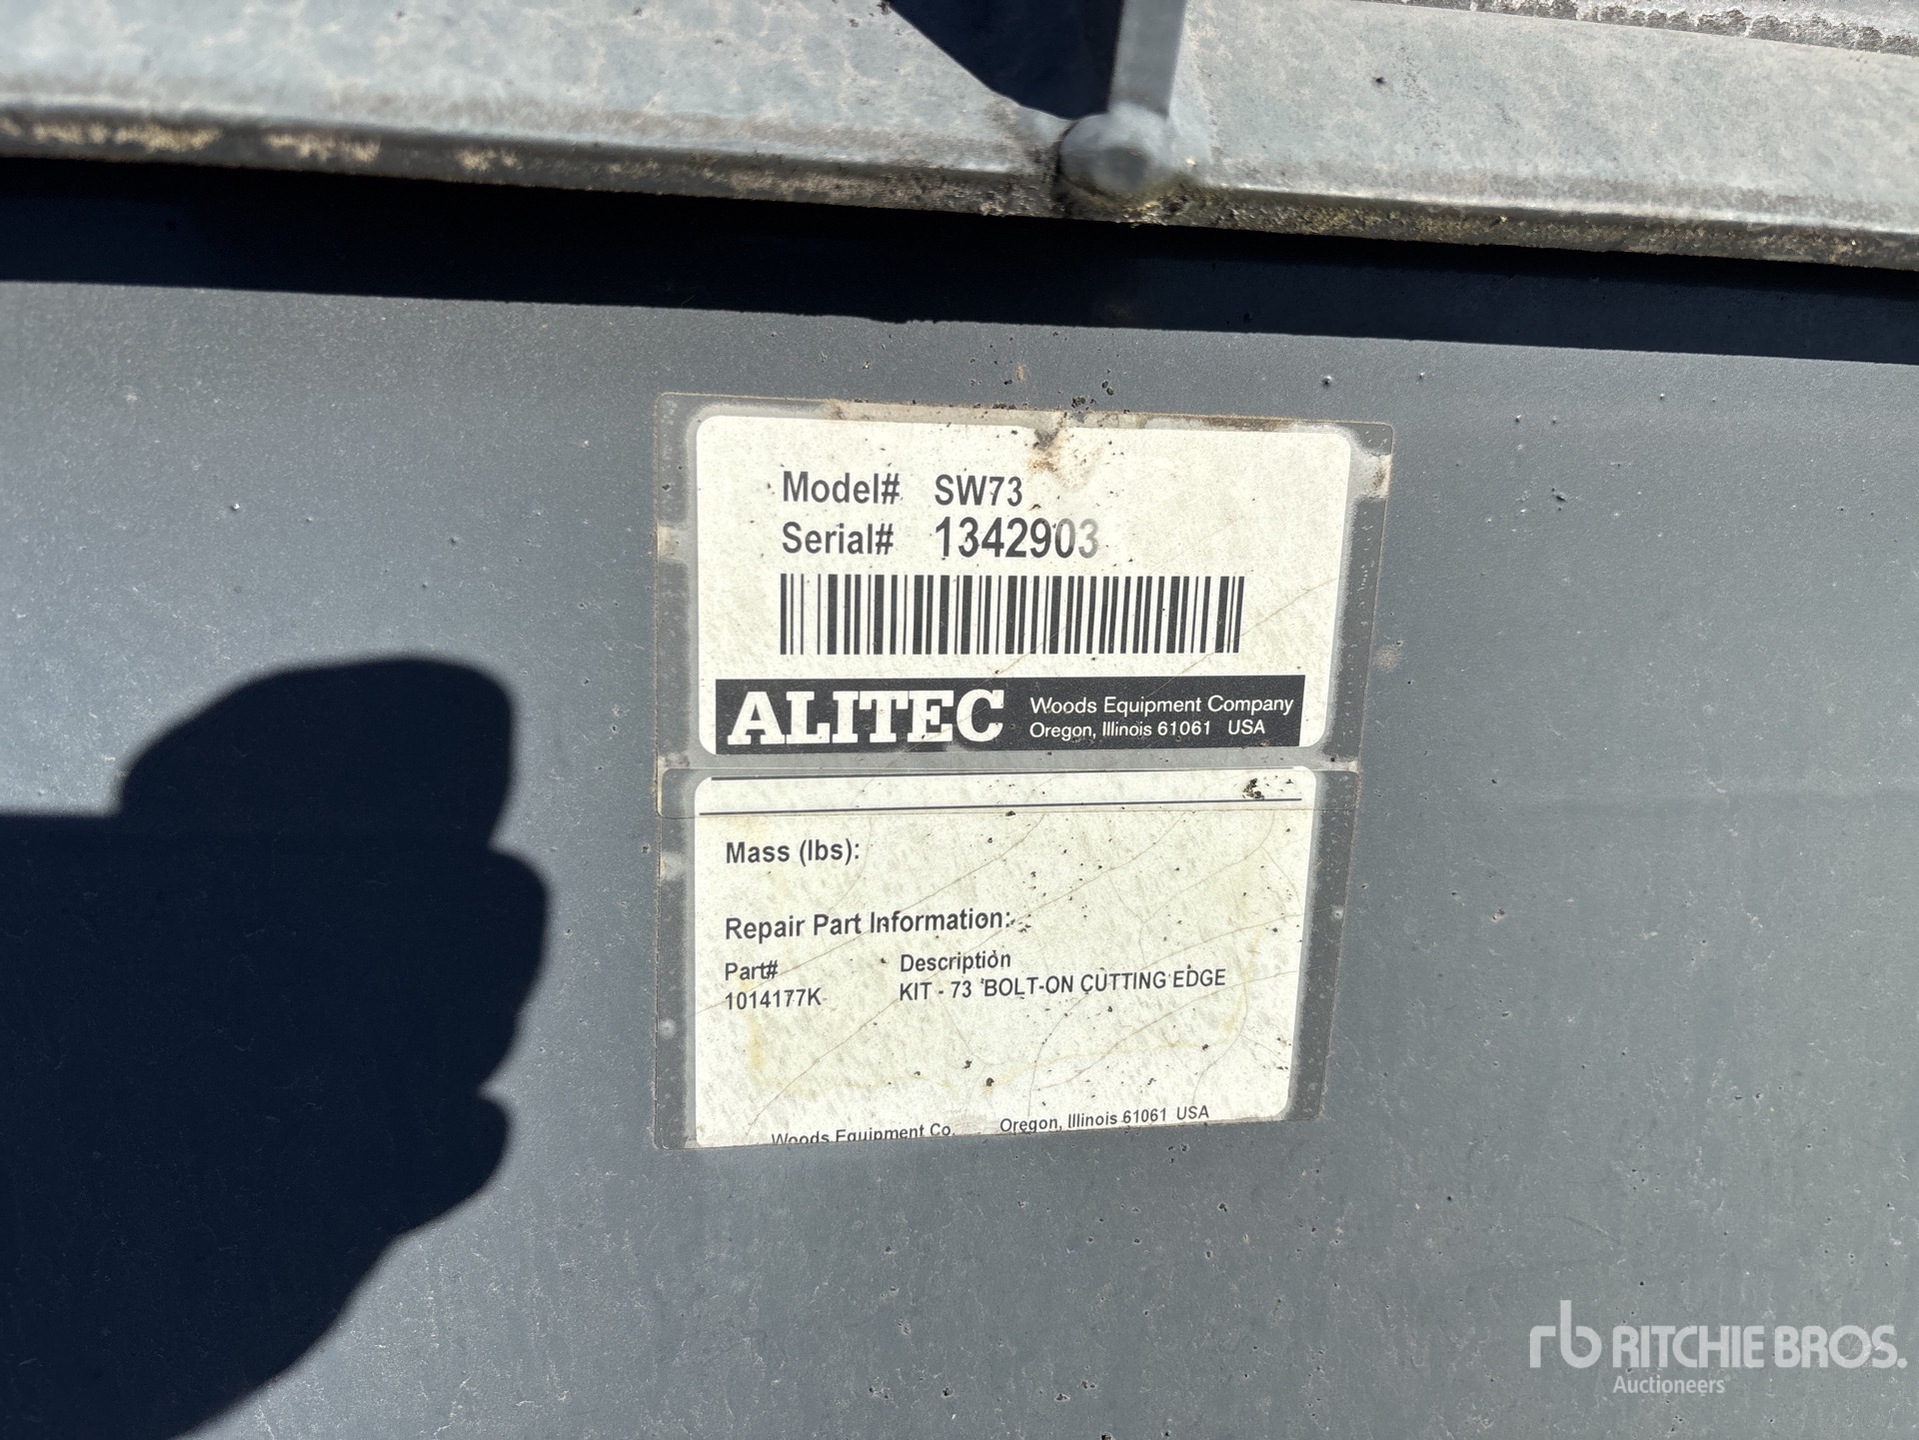 Model# SW73
Serial# 1342903
ALITEC
Woods Equipment Company
Oregon, Illinois 61061 USA
Mass (lbs):
Repair Part Information:
Part# Description
1014177K KIT - 73 BOLT-ON CUTTING EDGE
Woods Equipment Co. Oregon, Illinois 61061 USA
rb RITCHIE BROS.
Auctioneers